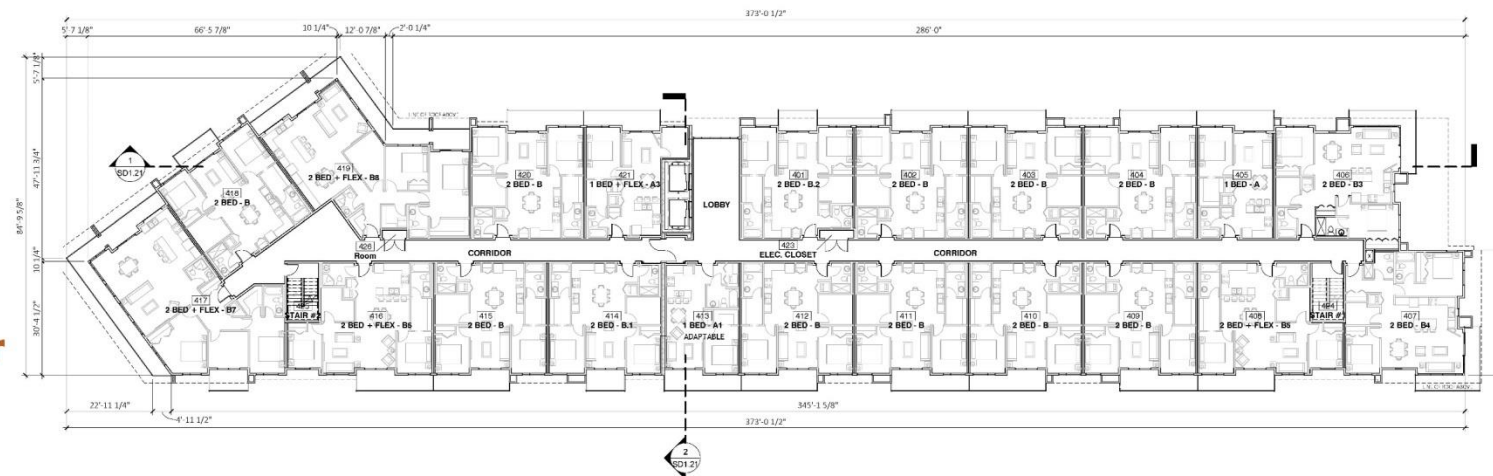 373'-0 1/2"
5'-7 1/8"
66'-5 7/8"
10 1/4"
12'-0 7/8"
2'-0 1/4"
286'-0"
84'-9 5/8"
5'-7 1/8"
47'-11 3/4"
10 1/4"
30'-4 1/2"
1
SD1.21
418
2 BED - B
419
2 BED + FLEX - B8
420
2 BED - B
421
1 BED + FLEX - A3
LOBBY
401
2 BED - B.2
402
2 BED - B
403
2 BED - B
404
2 BED - B
405
1 BED - A
406
2 BED - B3
426
Room
CORRIDOR
423
ELEC. CLOSET
CORRIDOR
417
2 BED + FLEX - B7
STAIR #2
416
415
2 BED - B
414
2 BED - B.1
413
1 BED - A1
ADAPTABLE
412
2 BED - B
411
2 BED - B
410
2 BED - B
409
2 BED - B
408
2 BED + FLEX - B5
424
407
2 BED - B4
22'-11 1/4"
4'-11 1/2"
345'-1 5/8"
373'-0 1/2"
2
SD1.21